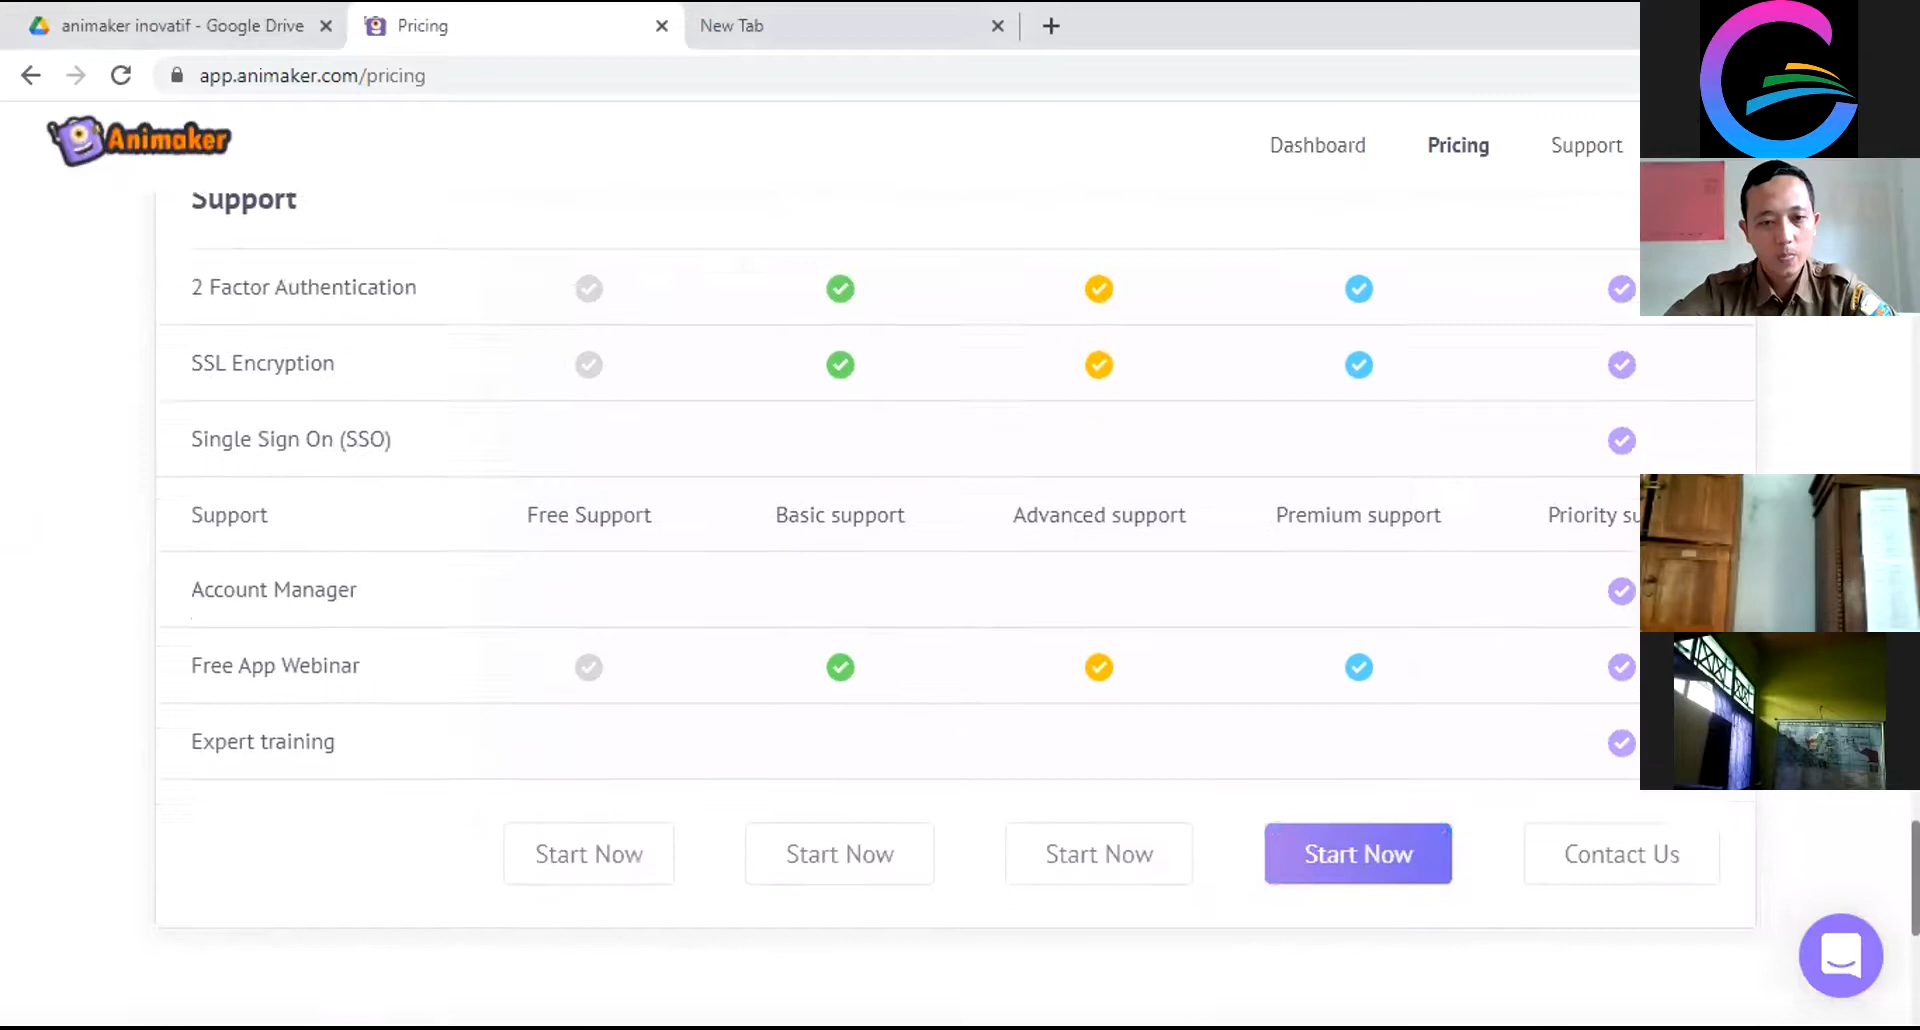 animaker inovatif - Google Drive
Pricing
New Tab
app.animaker.com/pricing
Animaker
Dashboard Pricing Support
Support
2 Factor Authentication
SSL Encryption
Single Sign On (SSO)
Support Free Support Basic support Advanced support Premium support Priority su
Account Manager
Free App Webinar
Expert training
Start Now Start Now Start Now Start Now Contact Us